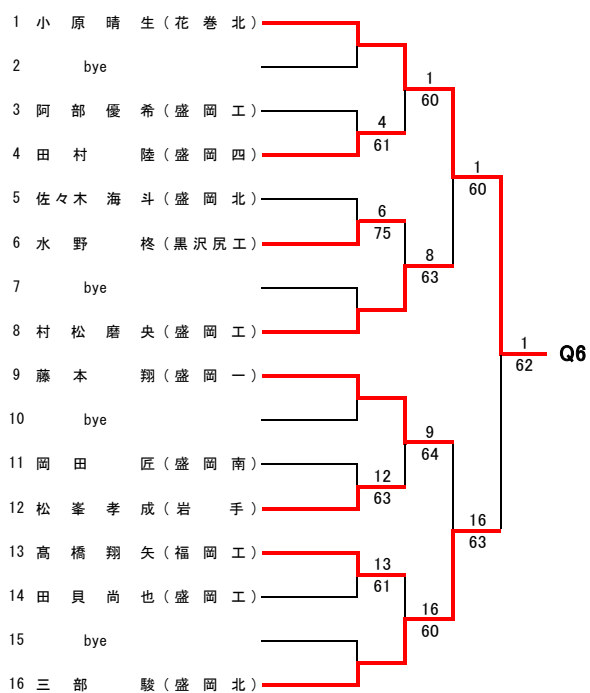 1 小原晴生(花巻北)
2 bye
3 阿部優希(盛岡工)
4 田村陸(盛岡四)
5 佐々木海斗(盛岡北)
6 水野柊(黒沢尻工)
7 bye
8 村松磨央(盛岡工)
9 藤本翔(盛岡一)
10 bye
11 岡田匠(盛岡南)
12 松峯孝成(岩手)
13 髙橋翔矢(福岡工)
14 田貝尚也(盛岡工)
15 bye
16 三部駿(盛岡北)
4
61
6
75
12
63
13
61
1
60
8
63
9
64
16
60
1
60
16
63
1
62
Q6